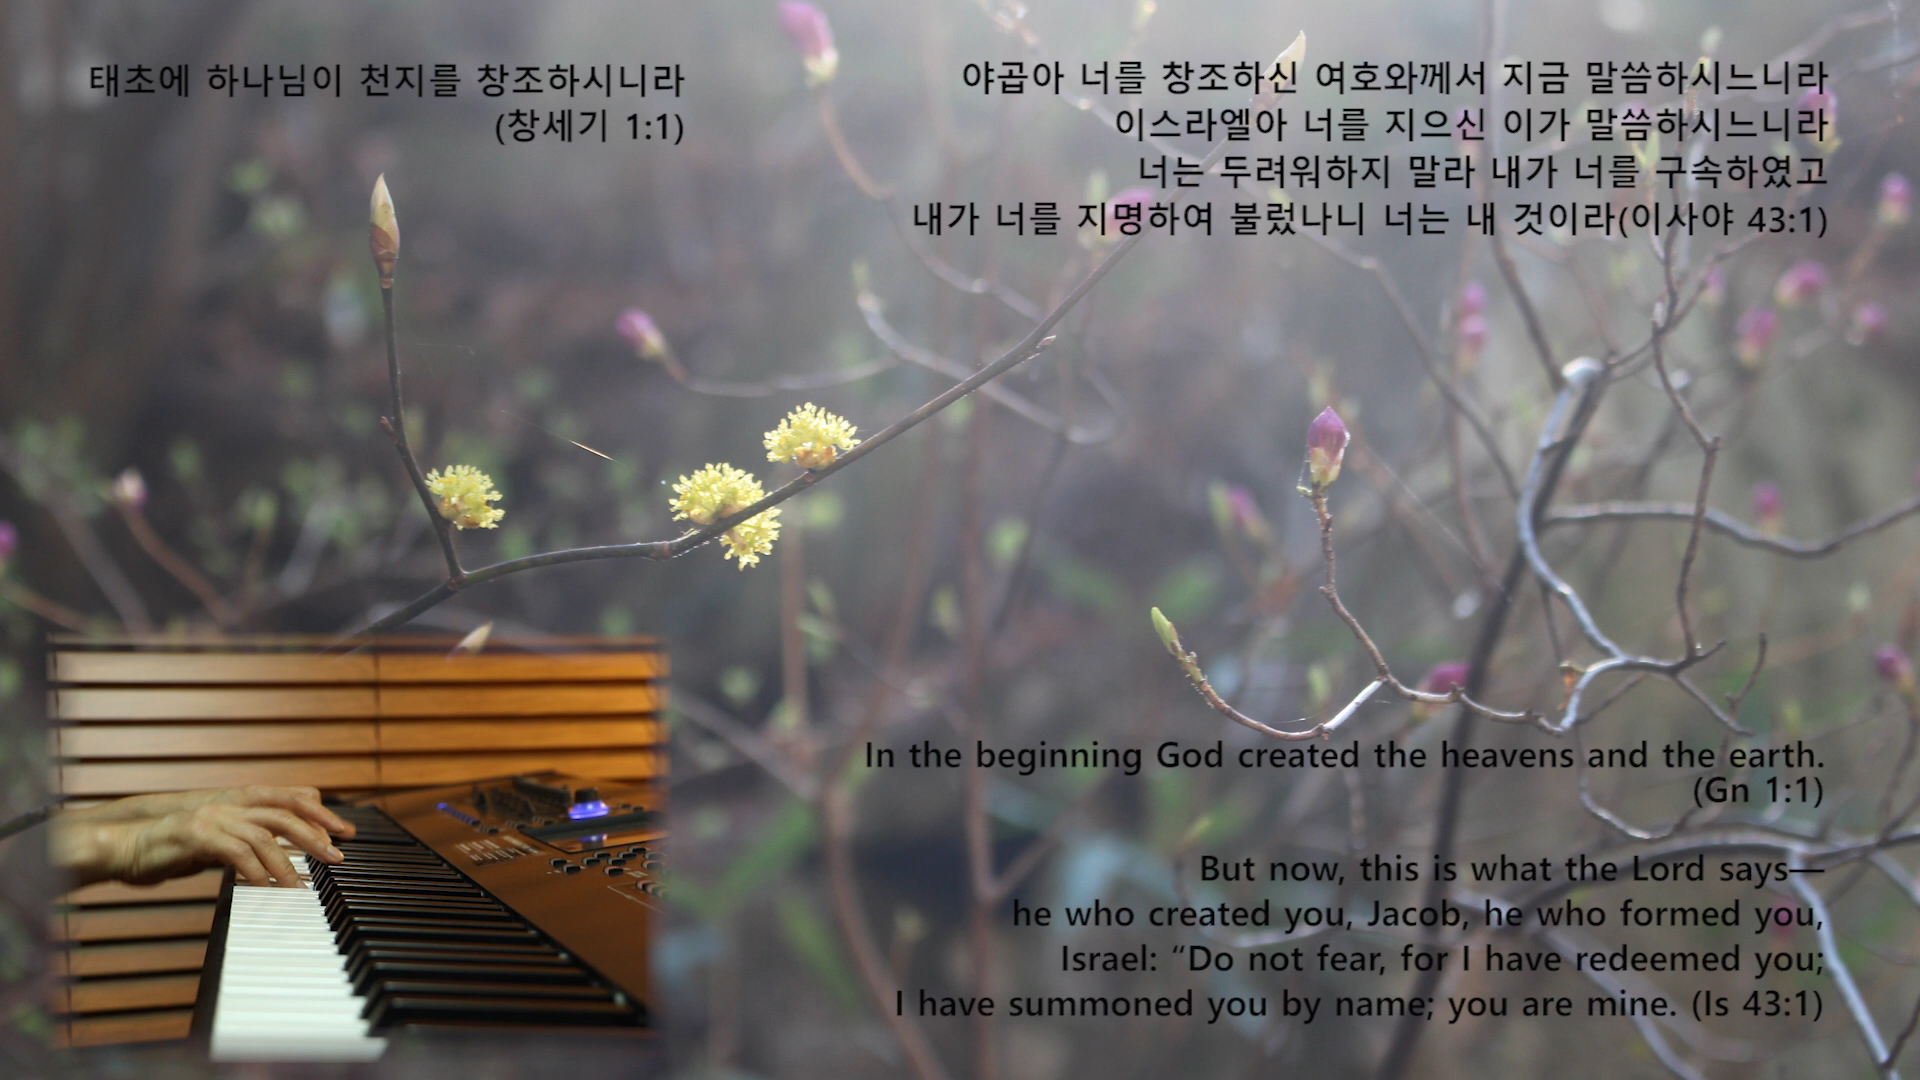 태초에 하나님이 천지를 창조하시니라
(창세기 1:1)
야곱아 너를 창조하신 여호와께서 지금 말씀하시느니라
이스라엘아 너를 지으신 이가 말씀하시느니라
너는 두려워하지 말라 내가 너를 구속하였고
내가 너를 지명하여 불렀나니 너는 내 것이라(이사야 43:1)
In the beginning God created the heavens and the earth.
(Gn 1:1)
But now, this is what the Lord says—
he who created you, Jacob, he who formed you,
Israel: “Do not fear, for I have redeemed you;
I have summoned you by name; you are mine. (Is 43:1)